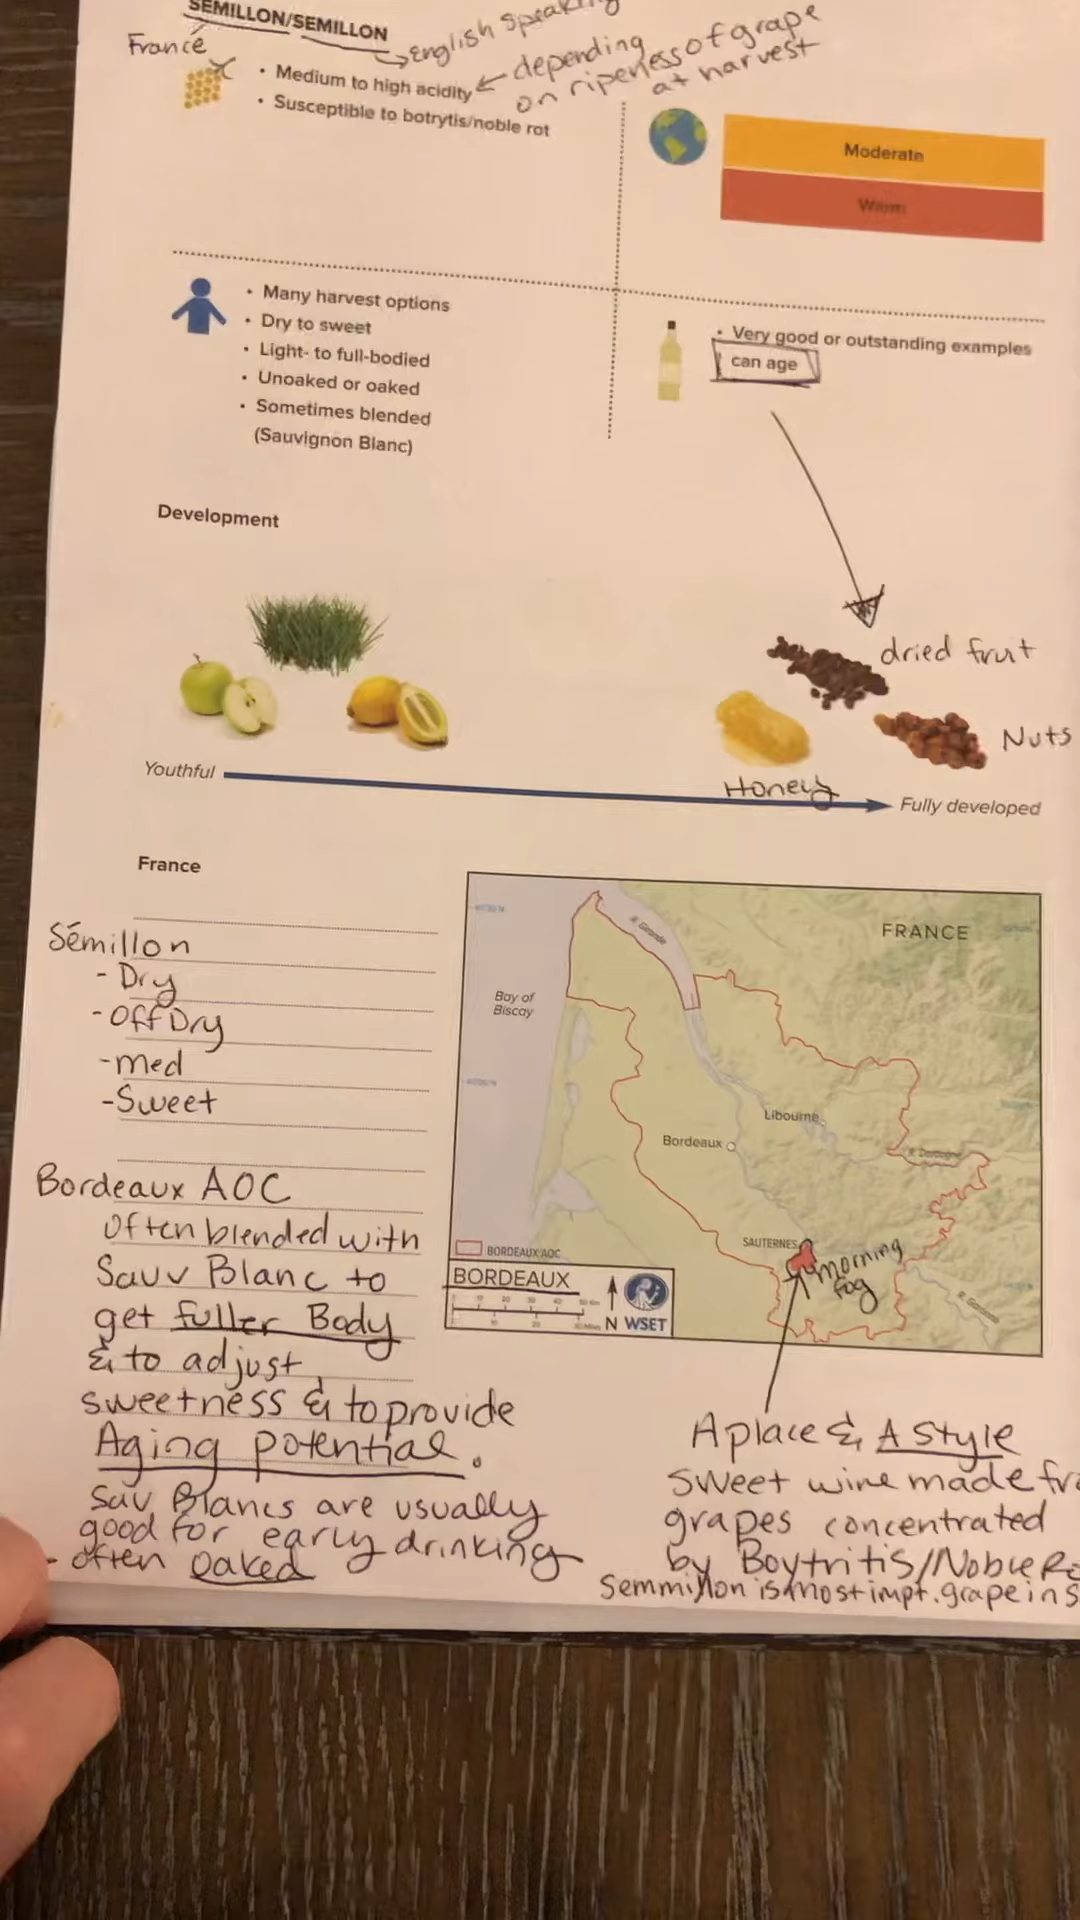 SÉMILLON/SEMILLON
English speaking
France
depending
on ripeness of grape
at harvest
• Medium to high acidity
• Susceptible to botrytis/noble rot
Moderate
Warm
• Many harvest options
• Dry to sweet
• Light- to full-bodied
• Unoaked or oaked
• Sometimes blended
(Sauvignon Blanc)
• Very good or outstanding examples
can age
Development
dried fruit
Nuts
Honey
Youthful
Fully developed
France
Sémillon
- Dry
- Off Dry
- med
- Sweet
Bordeaux AOC
often blended with
Sauv Blanc to
get fuller Body
& to adjust
sweetness & to provide
Aging potential.
Sav Blancs are usually
good for early drinking
- often oaked
FRANCE
R. Gironde
Bay of
Biscay
Libourne
Bordeaux
R. Dordogne
SAUTERNES
morning
fog
BORDEAUX AOC
BORDEAUX
N WSET
A place & A style
sweet wine made
grapes concentrated
by Boytritis/Noble
Semmillon is most impt. grape in